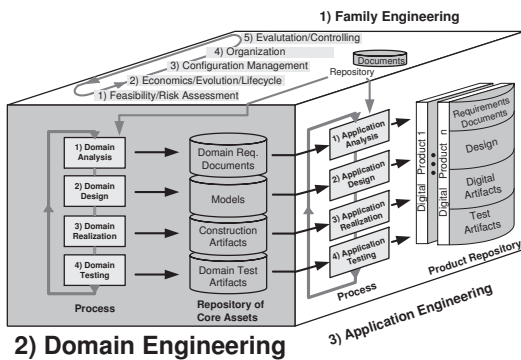 1) Family Engineering
5) Evalutation/Controlling
4) Organization
3) Configuration Management
2) Economics/Evolution/Lifecycle
1) Feasibility/Risk Assessment
Documents
Repository
1) Domain
Analysis
2) Domain
Design
3) Domain
Realization
4) Domain
Testing
Process
Domain Req.
Documents
Models
Construction
Artifacts
Domain Test
Artifacts
Repository of
Core Assets
1) Application
Analysis
2) Application
Design
3) Application
Realization
4) Application
Testing
Process
Digital Product 1
Digital Product n
Requirements
Documents
Design
Digital
Artifacts
Test
Artifacts
Product Repository
3) Application Engineering
2) Domain Engineering